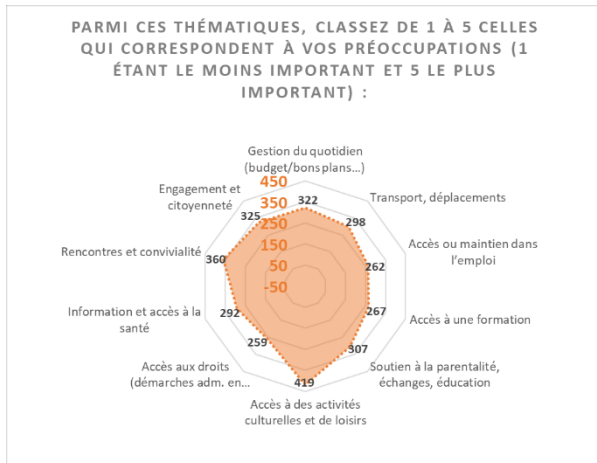 PARMI CES THÉMATIQUES, CLASSEZ DE 1 À 5 CELLES
QUI CORRESPONDENT À VOS PRÉOCCUPATIONS (1
ÉTANT LE MOINS IMPORTANT ET 5 LE PLUS
IMPORTANT) :
Gestion du quotidien
(budget/bons plans...)
450
350
250
150
50
-50
322
Transport, déplacements
298
Accès ou maintien dans
l'emploi
262
Accès à une formation
267
Soutien à la parentalité,
échanges, éducation
307
Accès à des activités
culturelles et de loisirs
419
Accès aux droits
(démarches adm. en...
259
Information et accès à la
santé
292
Rencontres et convivialité
360
Engagement et
citoyenneté
325